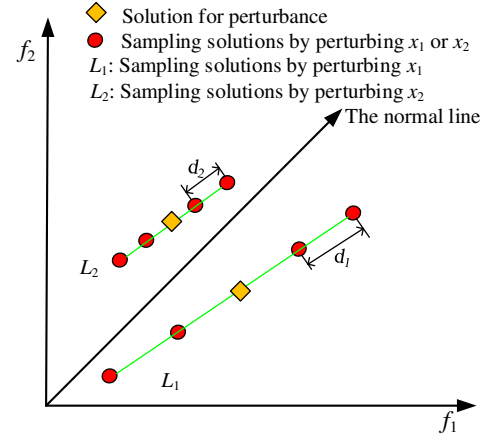 Solution for perturbance
Sampling solutions by perturbing x₁ or x₂
L₁: Sampling solutions by perturbing x₁
L₂: Sampling solutions by perturbing x₂
f₂
The normal line
d₂
L₂
d₁
L₁
f₁